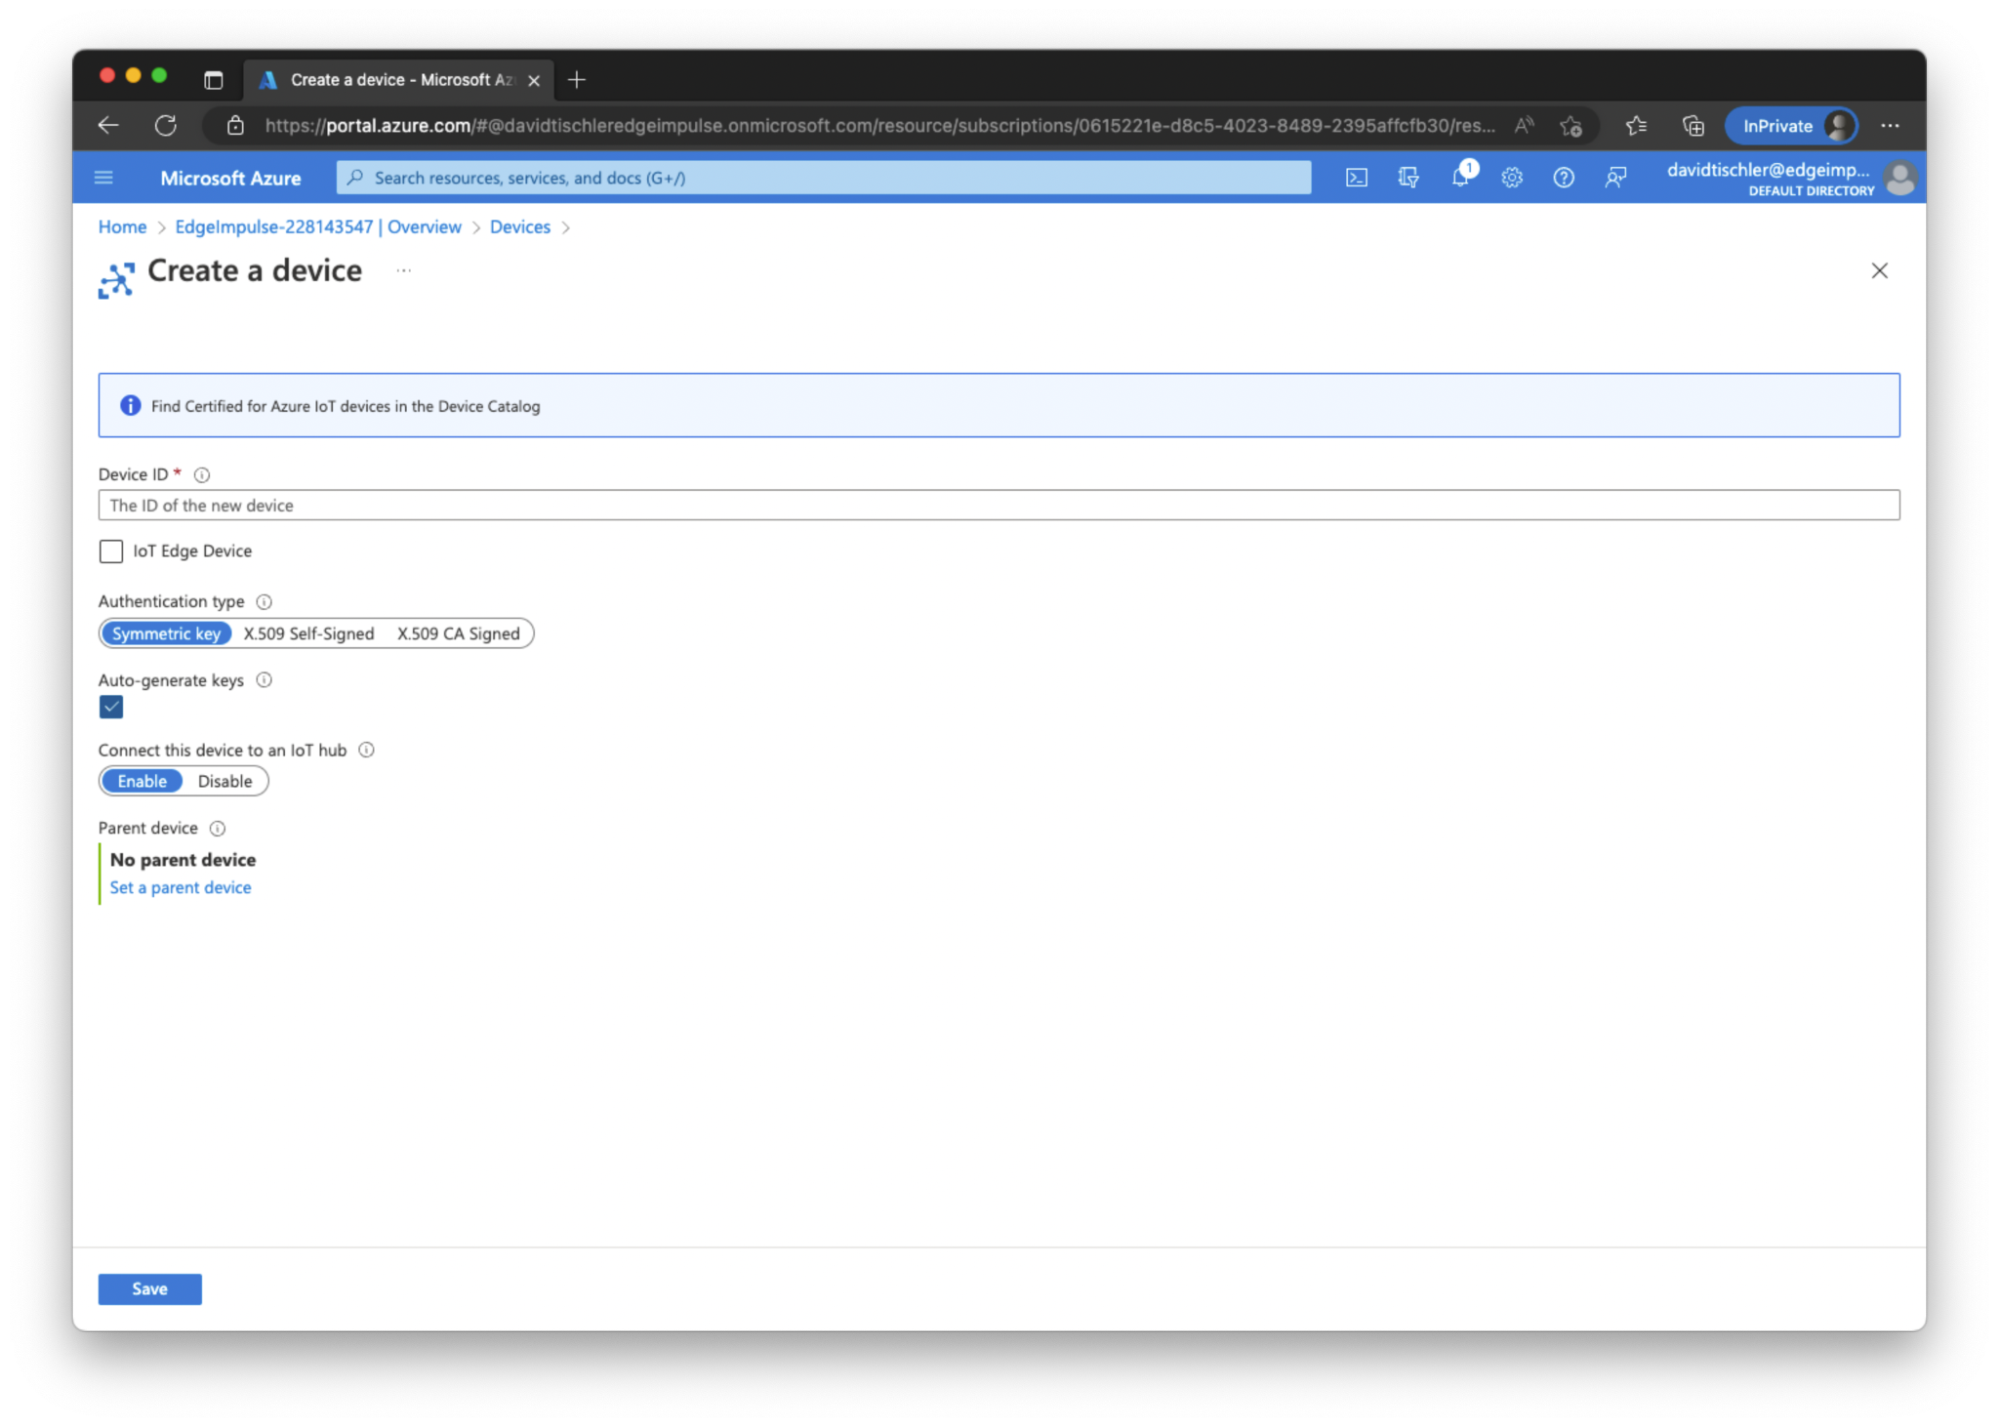 Create a device - Microsoft Az
https://portal.azure.com/#@davidtischleredgeimpulse.onmicrosoft.com/resource/subscriptions/0615221e-d8c5-4023-8489-2395affcfb30/res...
InPrivate
Microsoft Azure
Search resources, services, and docs (G+/)
1
davidtischler@edgeimp...
DEFAULT DIRECTORY
Home > EdgeImpulse-228143547 | Overview > Devices >
Create a device ...
Find Certified for Azure IoT devices in the Device Catalog
Device ID *
The ID of the new device
IoT Edge Device
Authentication type
Symmetric key X.509 Self-Signed X.509 CA Signed
Auto-generate keys
Connect this device to an IoT hub
Enable Disable
Parent device
No parent device
Set a parent device
Save